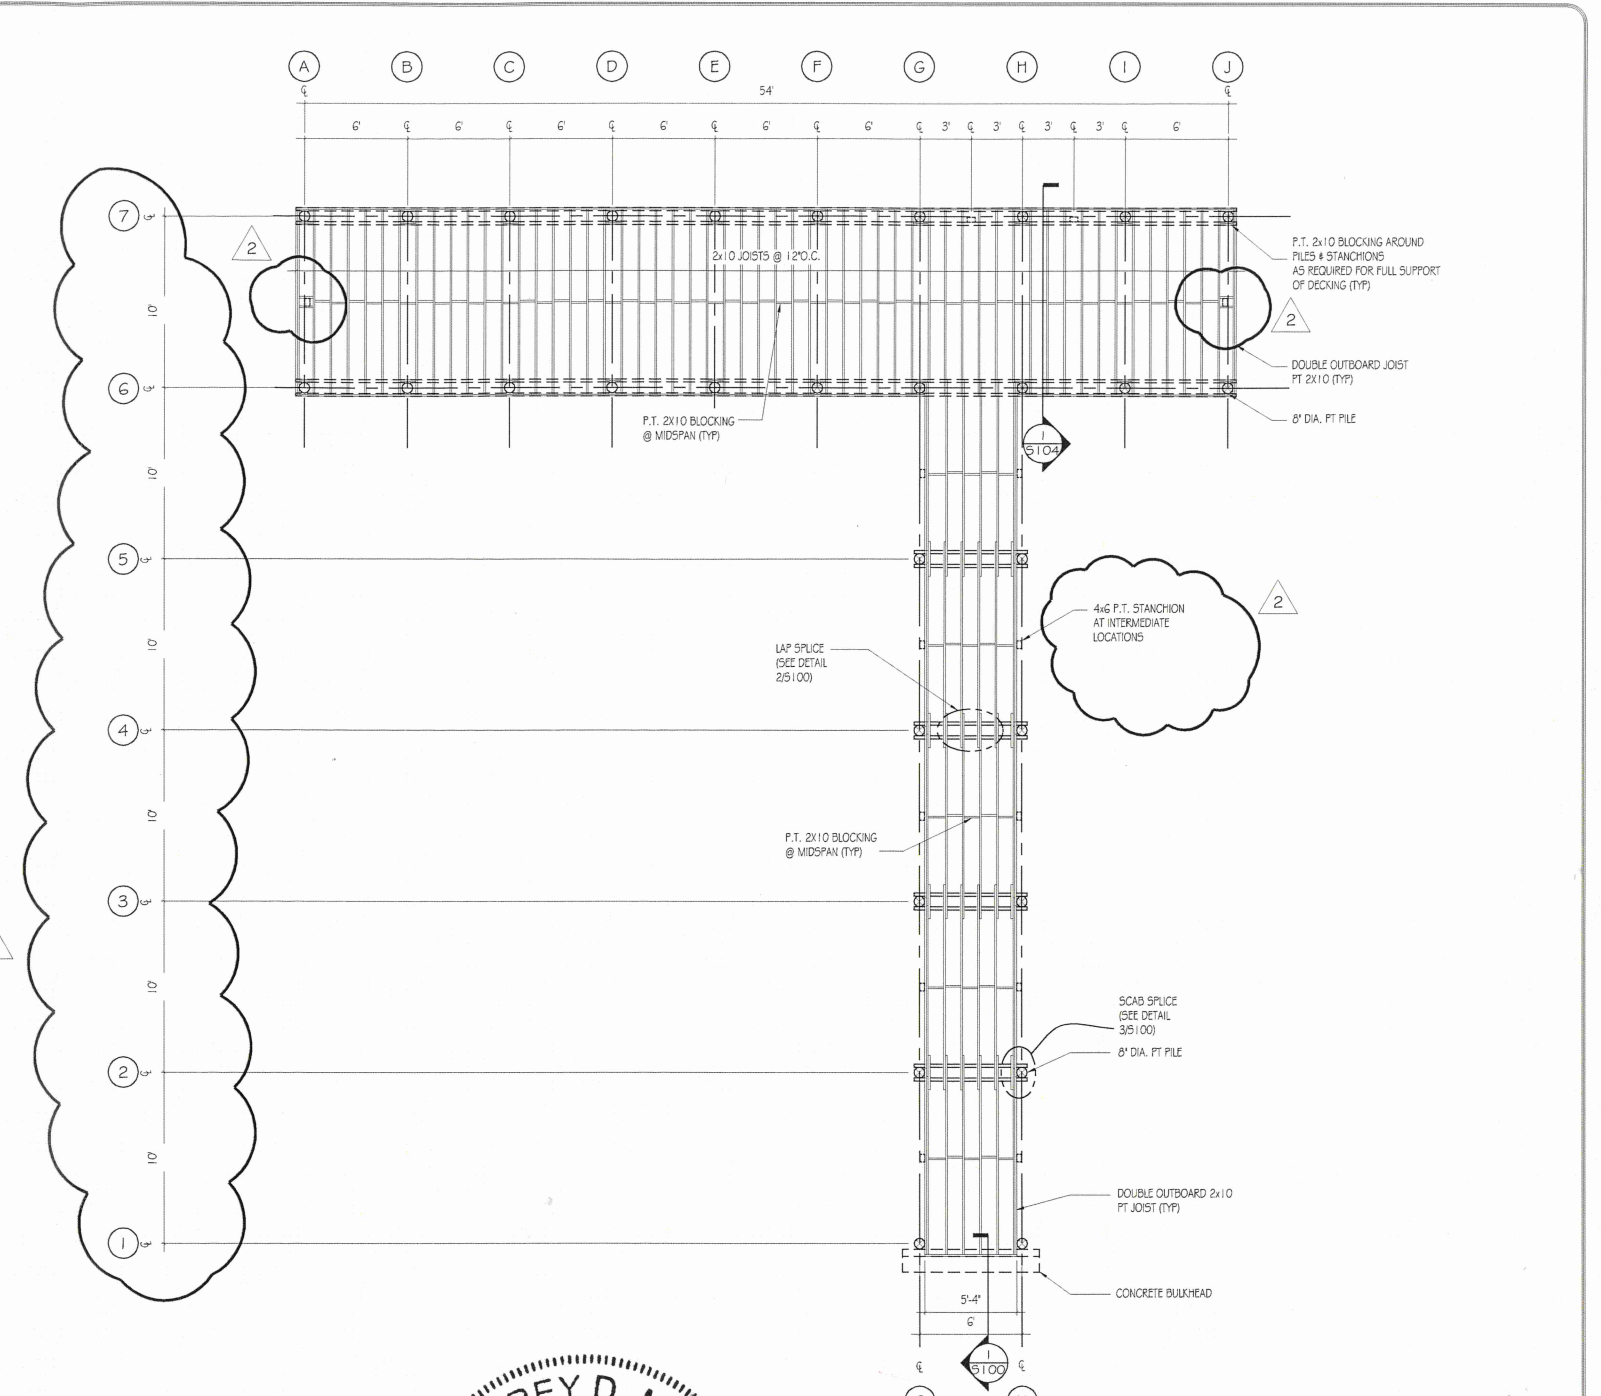 A B C D E F G H I J
℄ ℄
54'
6' ℄ 6' ℄ 6' ℄ 6' ℄ 6' ℄ 6' ℄ 3' ℄ 3' ℄ 3' ℄ 3' ℄ 6'
7 ℄
2
2x10 JOISTS @ 12"O.C.
P.T. 2x10 BLOCKING AROUND
PILES & STANCHIONS
AS REQUIRED FOR FULL SUPPORT
OF DECKING (TYP)
10'
2
DOUBLE OUTBOARD JOIST
PT 2X10 (TYP)
6 ℄
8" DIA. PT PILE
P.T. 2X10 BLOCKING
@ MIDSPAN (TYP)
1
S104
10'
5 ℄
2
4x6 P.T. STANCHION
AT INTERMEDIATE
LOCATIONS
10'
LAP SPLICE
(SEE DETAIL
2/S100)
4 ℄
10'
P.T. 2X10 BLOCKING
@ MIDSPAN (TYP)
3 ℄
10'
SCAB SPLICE
(SEE DETAIL
3/S100)
8" DIA. PT PILE
2 ℄
10'
DOUBLE OUTBOARD 2x10
PT JOIST (TYP)
1 ℄
CONCRETE BULKHEAD
5'-4"
6'
℄ ℄
1
S100